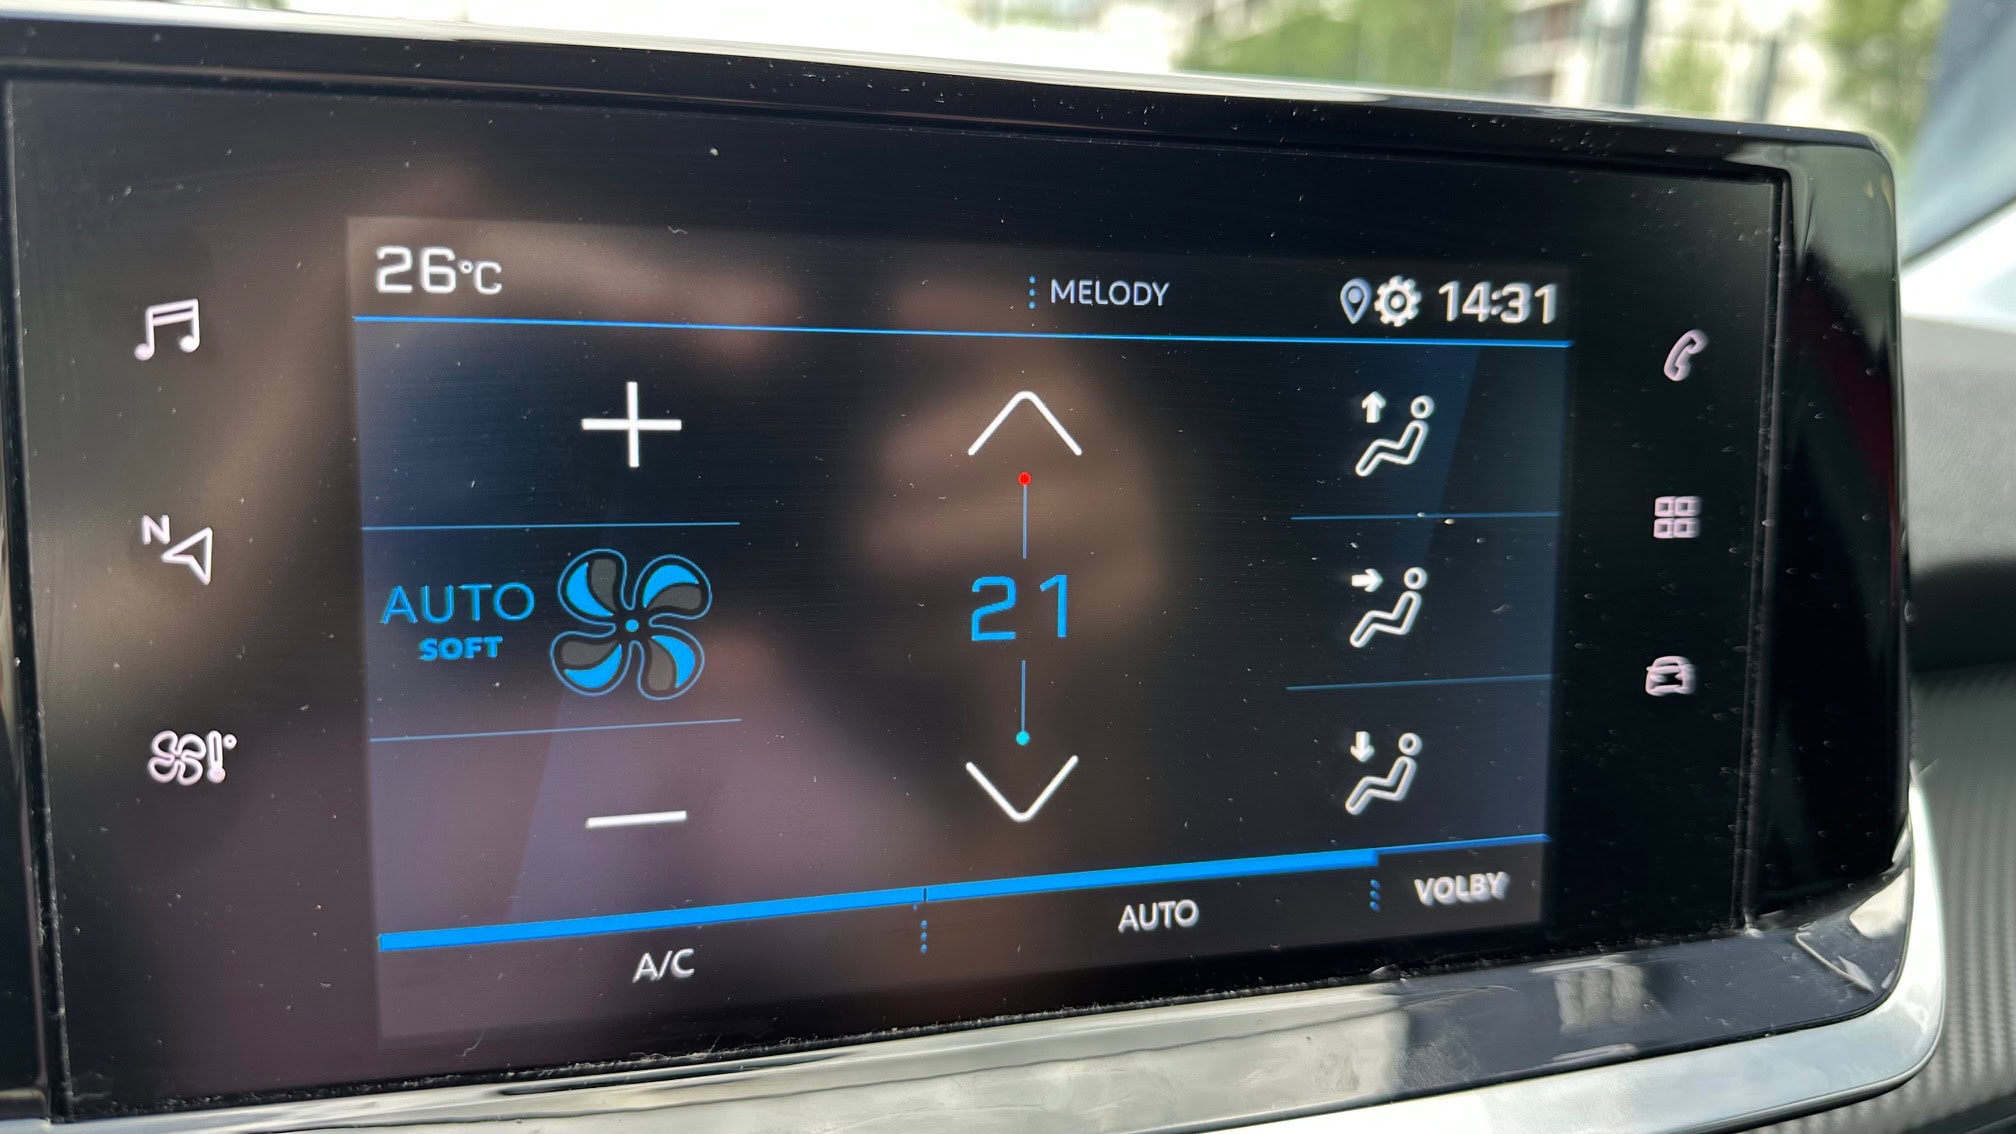 26°C
MELODY
14:31
N
AUTO
SOFT
21
A/C
AUTO
VOLBY